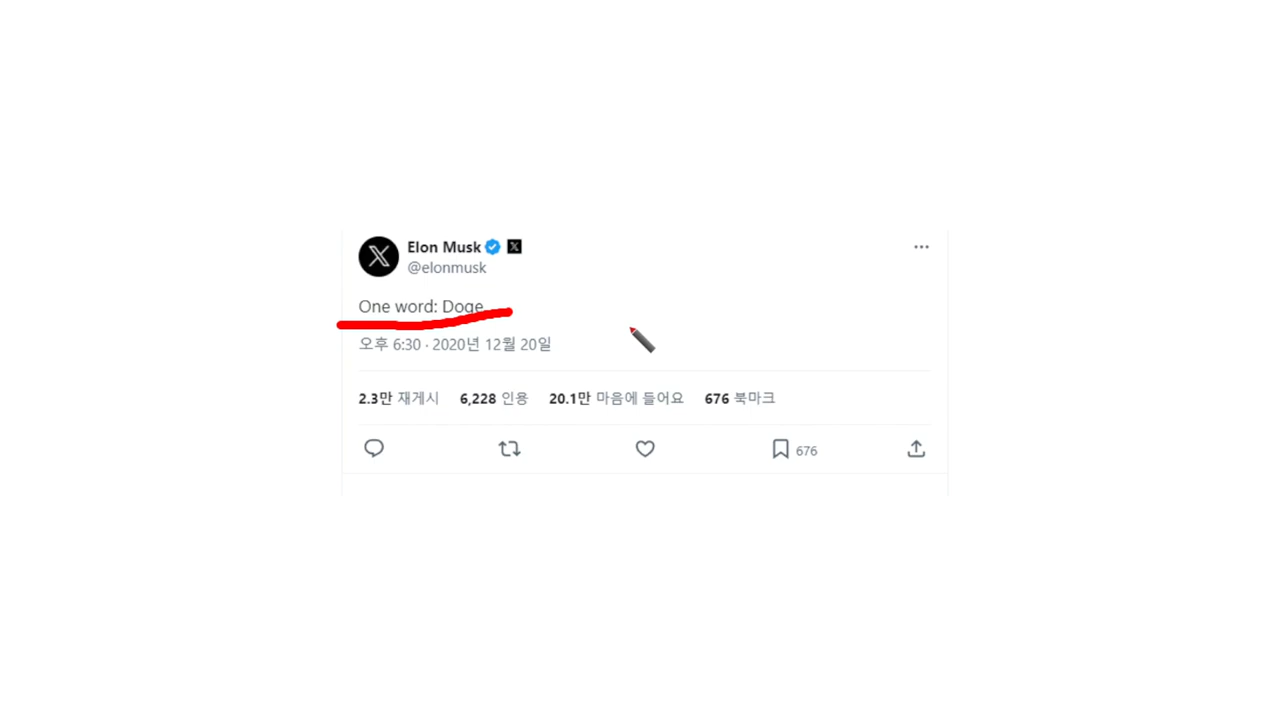 Elon Musk
@elonmusk
One word: Doge
오후 6:30 · 2020년 12월 20일
2.3만 재게시 6,228 인용 20.1만 마음에 들어요 676 북마크
676